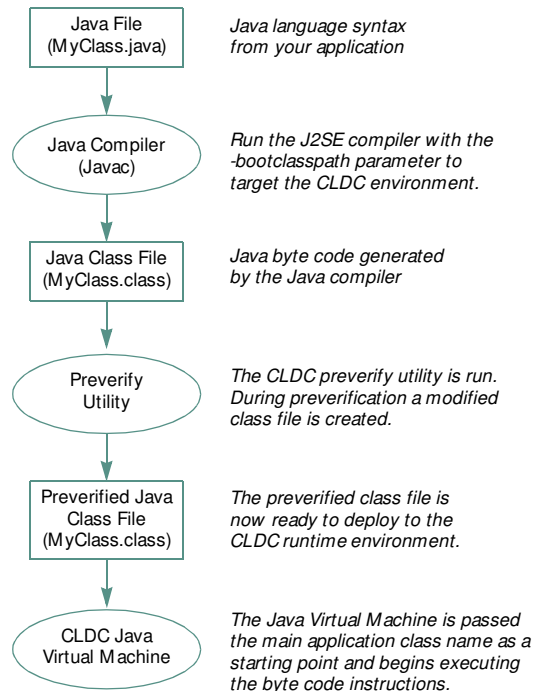 Java File
(MyClass.java)
Java language syntax
from your application
Java Compiler
(Javac)
Run the J2SE compiler with the
-bootclasspath parameter to
target the CLDC environment.
Java Class File
(MyClass.class)
Java byte code generated
by the Java compiler
Preverify
Utility
The CLDC preverify utility is run.
During preverification a modified
class file is created.
Preverified Java
Class File
(MyClass.class)
The preverified class file is
now ready to deploy to the
CLDC runtime environment.
CLDC Java
Virtual Machine
The Java Virtual Machine is passed
the main application class name as a
starting point and begins executing
the byte code instructions.